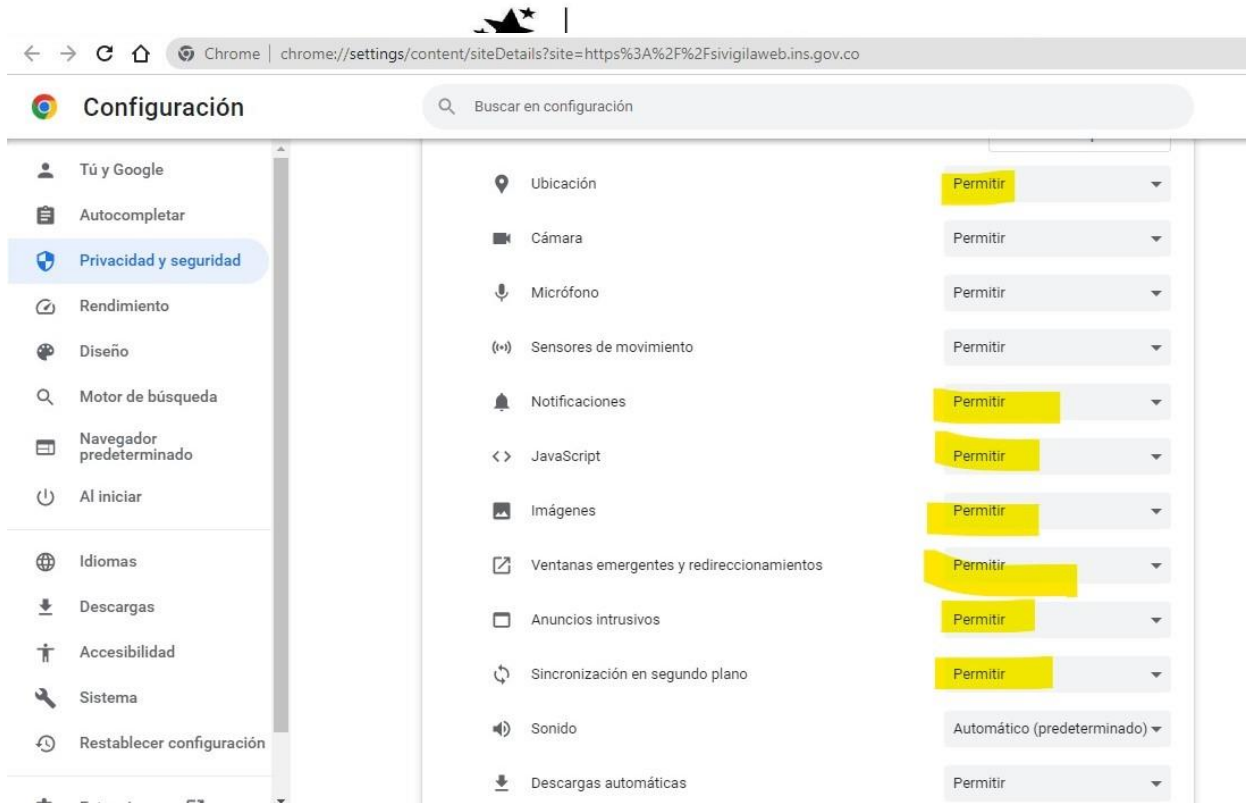 Chrome | chrome://settings/content/siteDetails?site=https%3A%2F%2Fsivigilaweb.ins.gov.co
Configuración
Buscar en configuración
Tú y Google
Autocompletar
Privacidad y seguridad
Rendimiento
Diseño
Motor de búsqueda
Navegador
predeterminado
Al iniciar
Idiomas
Descargas
Accesibilidad
Sistema
Restablecer configuración
Ubicación Permitir
Cámara Permitir
Micrófono Permitir
Sensores de movimiento Permitir
Notificaciones Permitir
JavaScript Permitir
Imágenes Permitir
Ventanas emergentes y redireccionamientos Permitir
Anuncios intrusivos Permitir
Sincronización en segundo plano Permitir
Sonido Automático (predeterminado)
Descargas automáticas Permitir